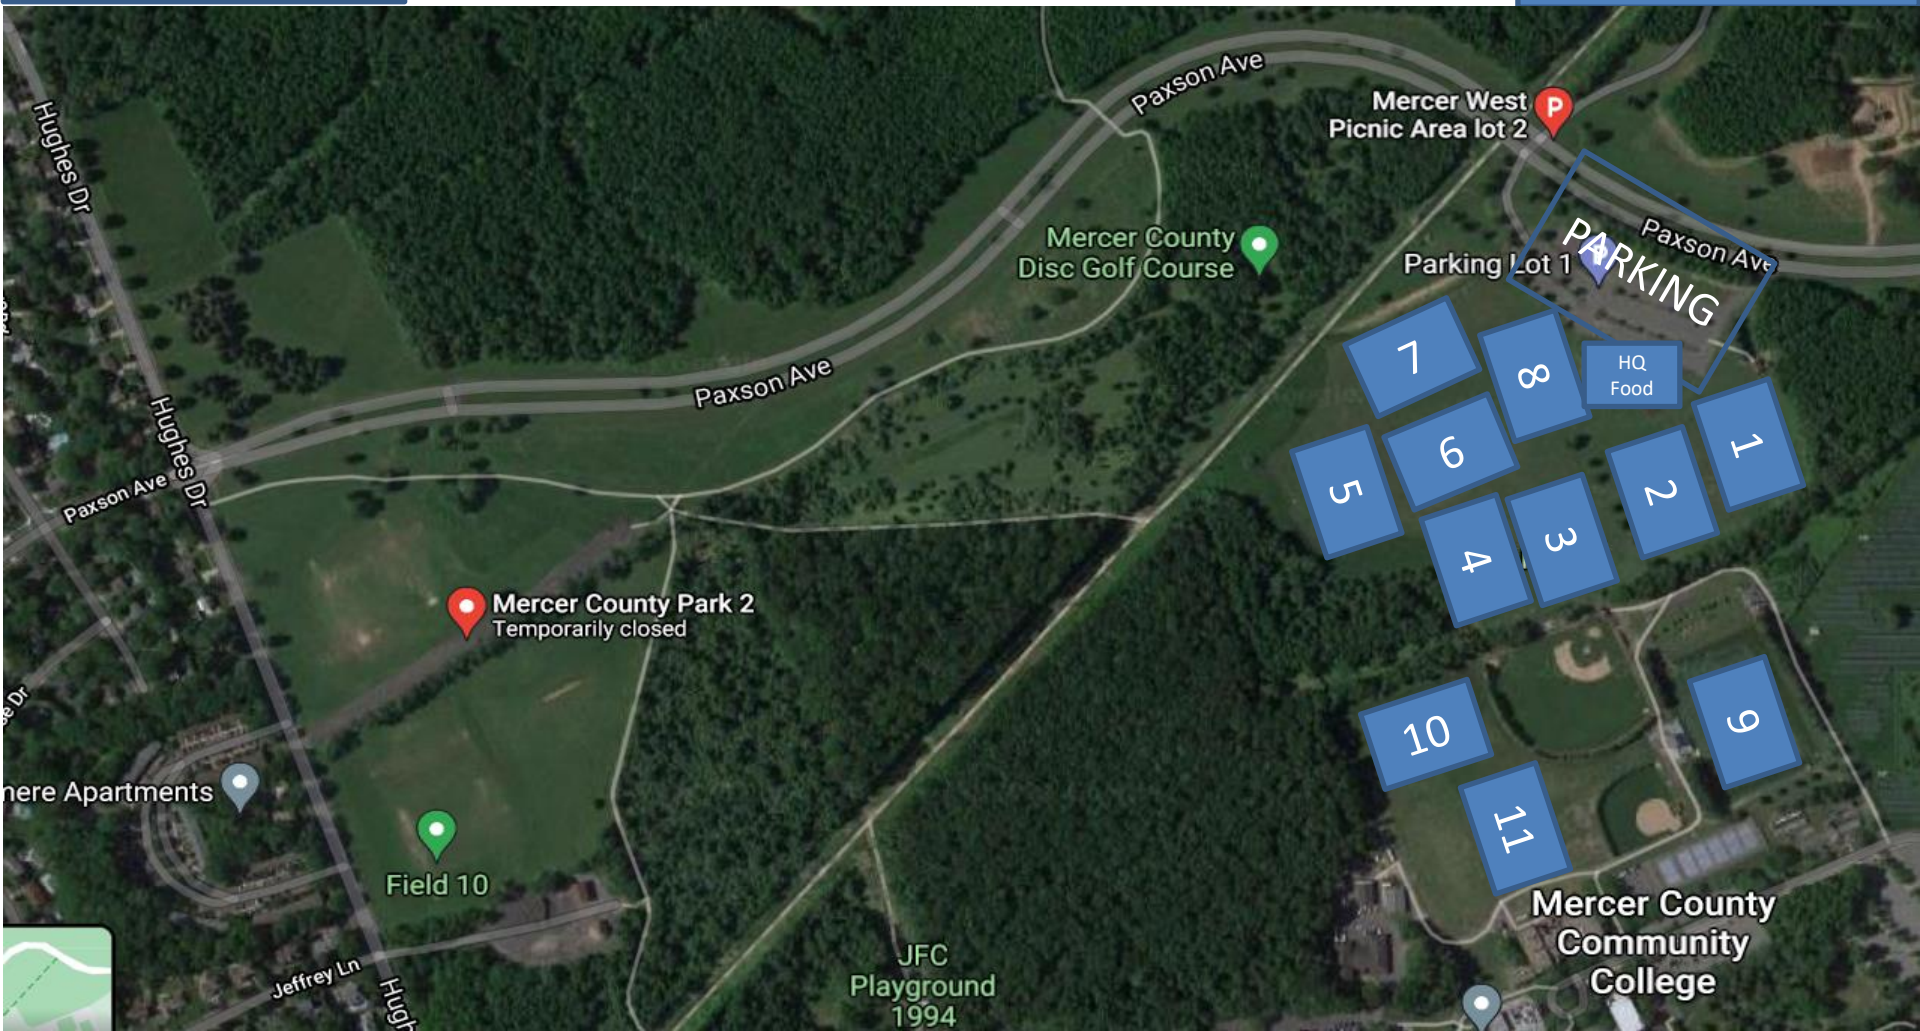 Hughes Dr
Paxson Ave
Mercer West
Picnic Area lot 2
Mercer County
Disc Golf Course
Parking Lot 1
PARKING
Paxson Ave
7
8
HQ
Food
1
Paxson Ave
Hughes Dr
6
5
2
Paxson Ave
4
3
Mercer County Park 2
Temporarily closed
10
9
nere Apartments
11
Field 10
Mercer County
Community
College
JFC
Playground
1994
Jeffrey Ln
Hugh